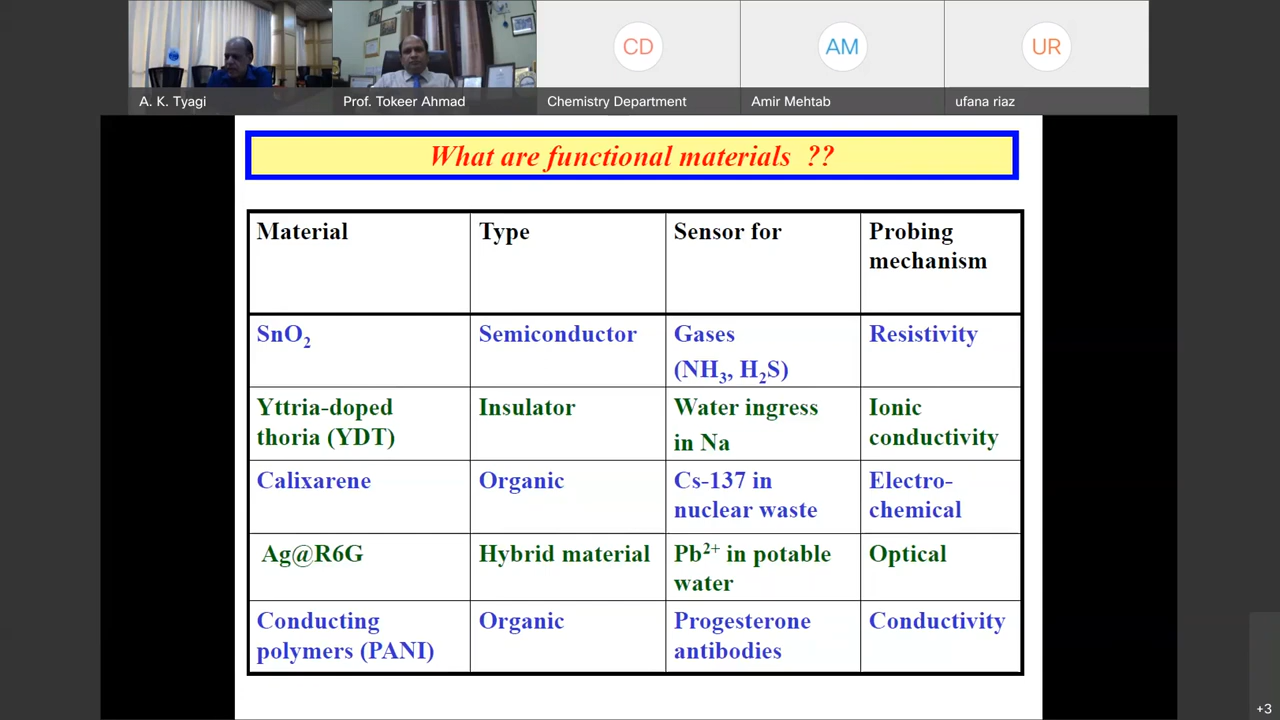 CD
AM
UR
A. K. Tyagi
Prof. Tokeer Ahmad
Chemistry Department
Amir Mehtab
ufana riaz
What are functional materials ??
Material
Type
Sensor for
Probing
mechanism
SnO₂
Semiconductor
Gases
(NH₃, H₂S)
Resistivity
Yttria-doped
thoria (YDT)
Insulator
Water ingress
in Na
Ionic
conductivity
Calixarene
Organic
Cs-137 in
nuclear waste
Electro-
chemical
Ag@R6G
Hybrid material
Pb²⁺ in potable
water
Optical
Conducting
polymers (PANI)
Organic
Progesterone
antibodies
Conductivity
+3